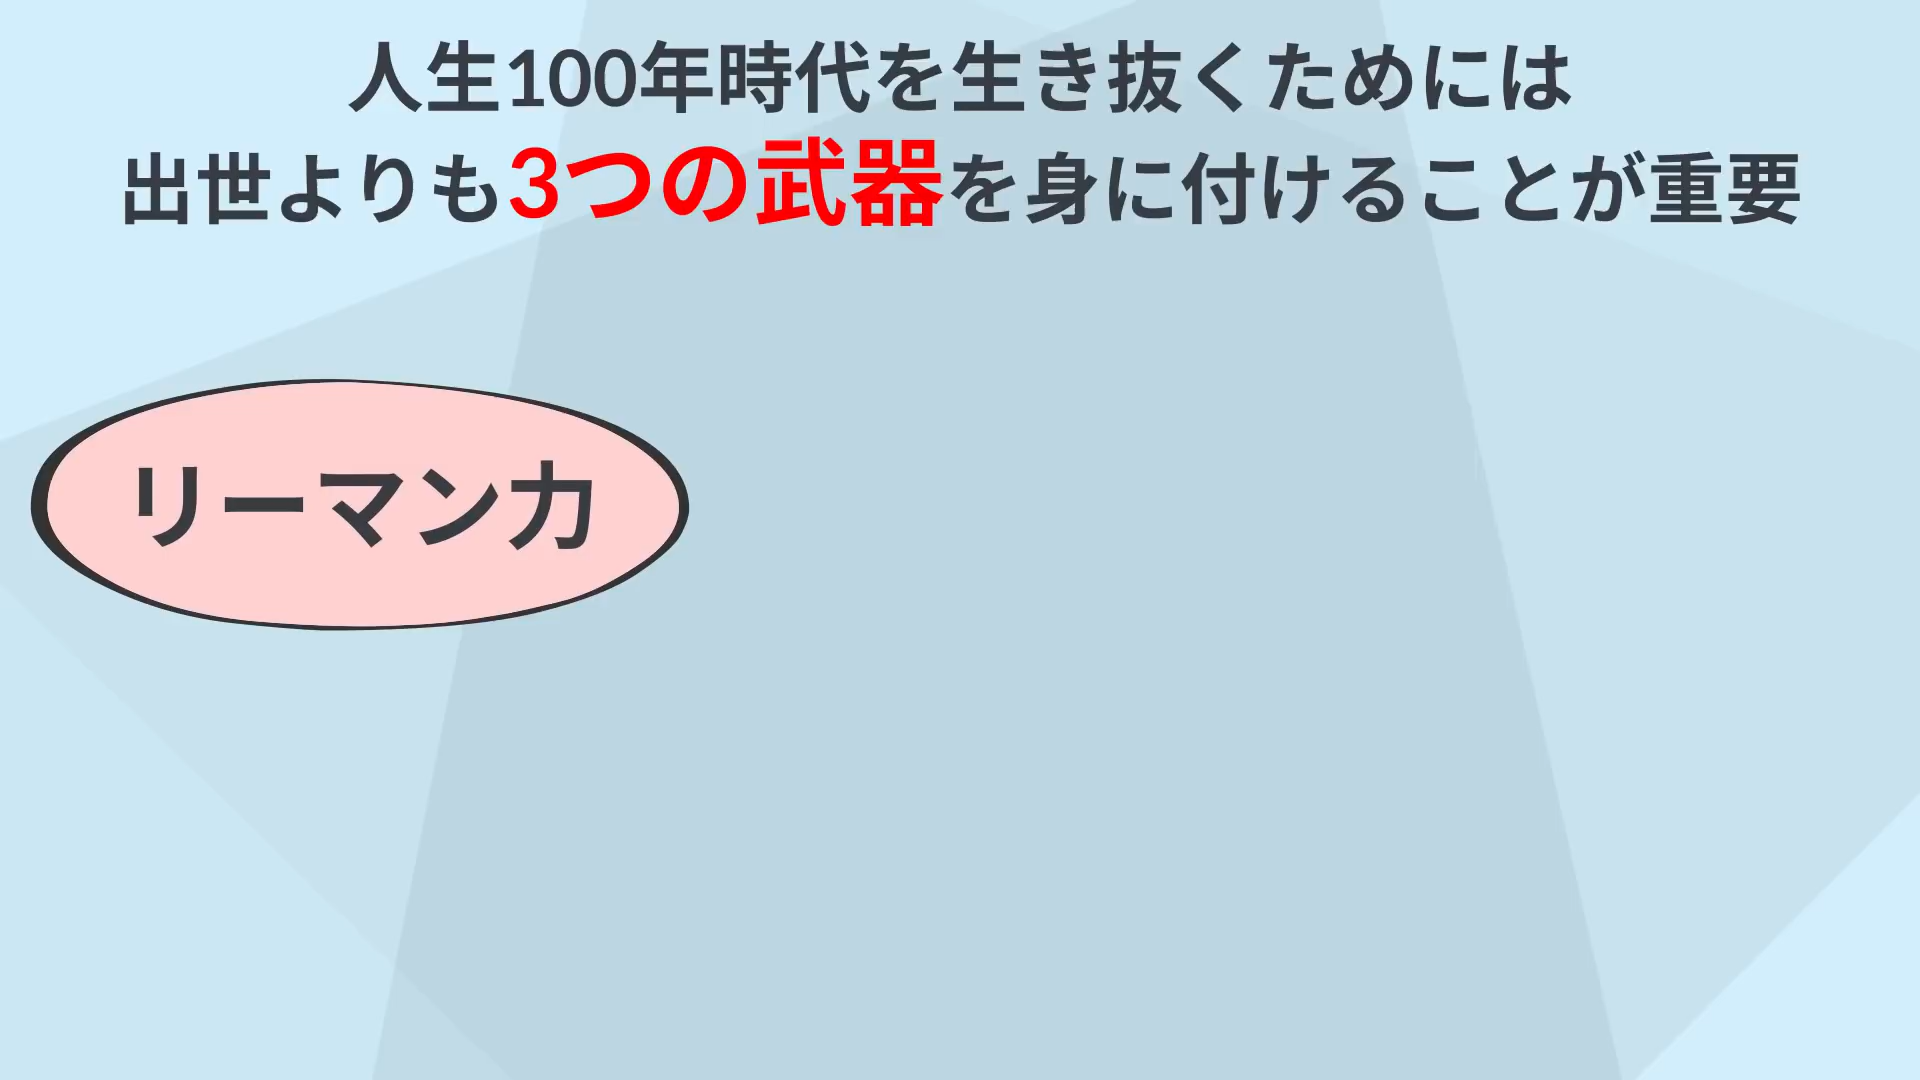 人生100年時代を生き抜くためには
出世よりも3つの武器を身に付けることが重要
リーマン力